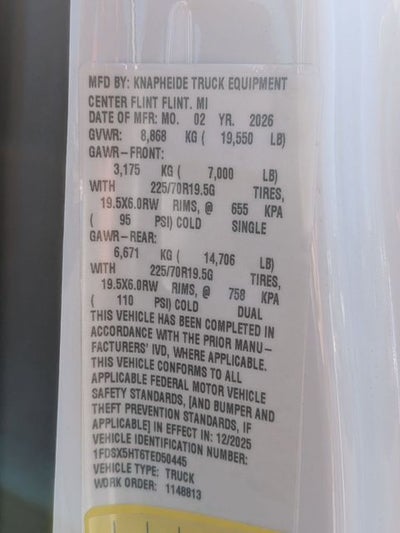 MFD BY: KNAPHEIDE TRUCK EQUIPMENT
CENTER FLINT FLINT. MI
DATE OF MFR: MO. 02 YR. 2026
GVWR: 8,868 KG ( 19,550 LB)
GAWR-FRONT:
3,175 KG ( 7,000 LB)
WITH 225/70R19.5G TIRES,
19.5X6.0RW RIMS, @ 655 KPA
( 95 PSI) COLD SINGLE
GAWR-REAR:
6,671 KG ( 14,706 LB)
WITH 225/70R19.5G TIRES,
19.5X6.0RW RIMS, @ 758 KPA
( 110 PSI) COLD DUAL
THIS VEHICLE HAS BEEN COMPLETED IN
ACCORDANCE WITH THE PRIOR MANU-
FACTURERS' IVD, WHERE APPLICABLE.
THIS VEHICLE CONFORMS TO ALL
APPLICABLE FEDERAL MOTOR VEHICLE
SAFETY STANDARDS, [AND BUMPER AND
THEFT PREVENTION STANDARDS, IF
APPLICABLE] IN EFFECT IN: 12/2025
VEHICLE IDENTIFICATION NUMBER:
1FDSX5HT6TED50445
VEHICLE TYPE: TRUCK
WORK ORDER: 1148813